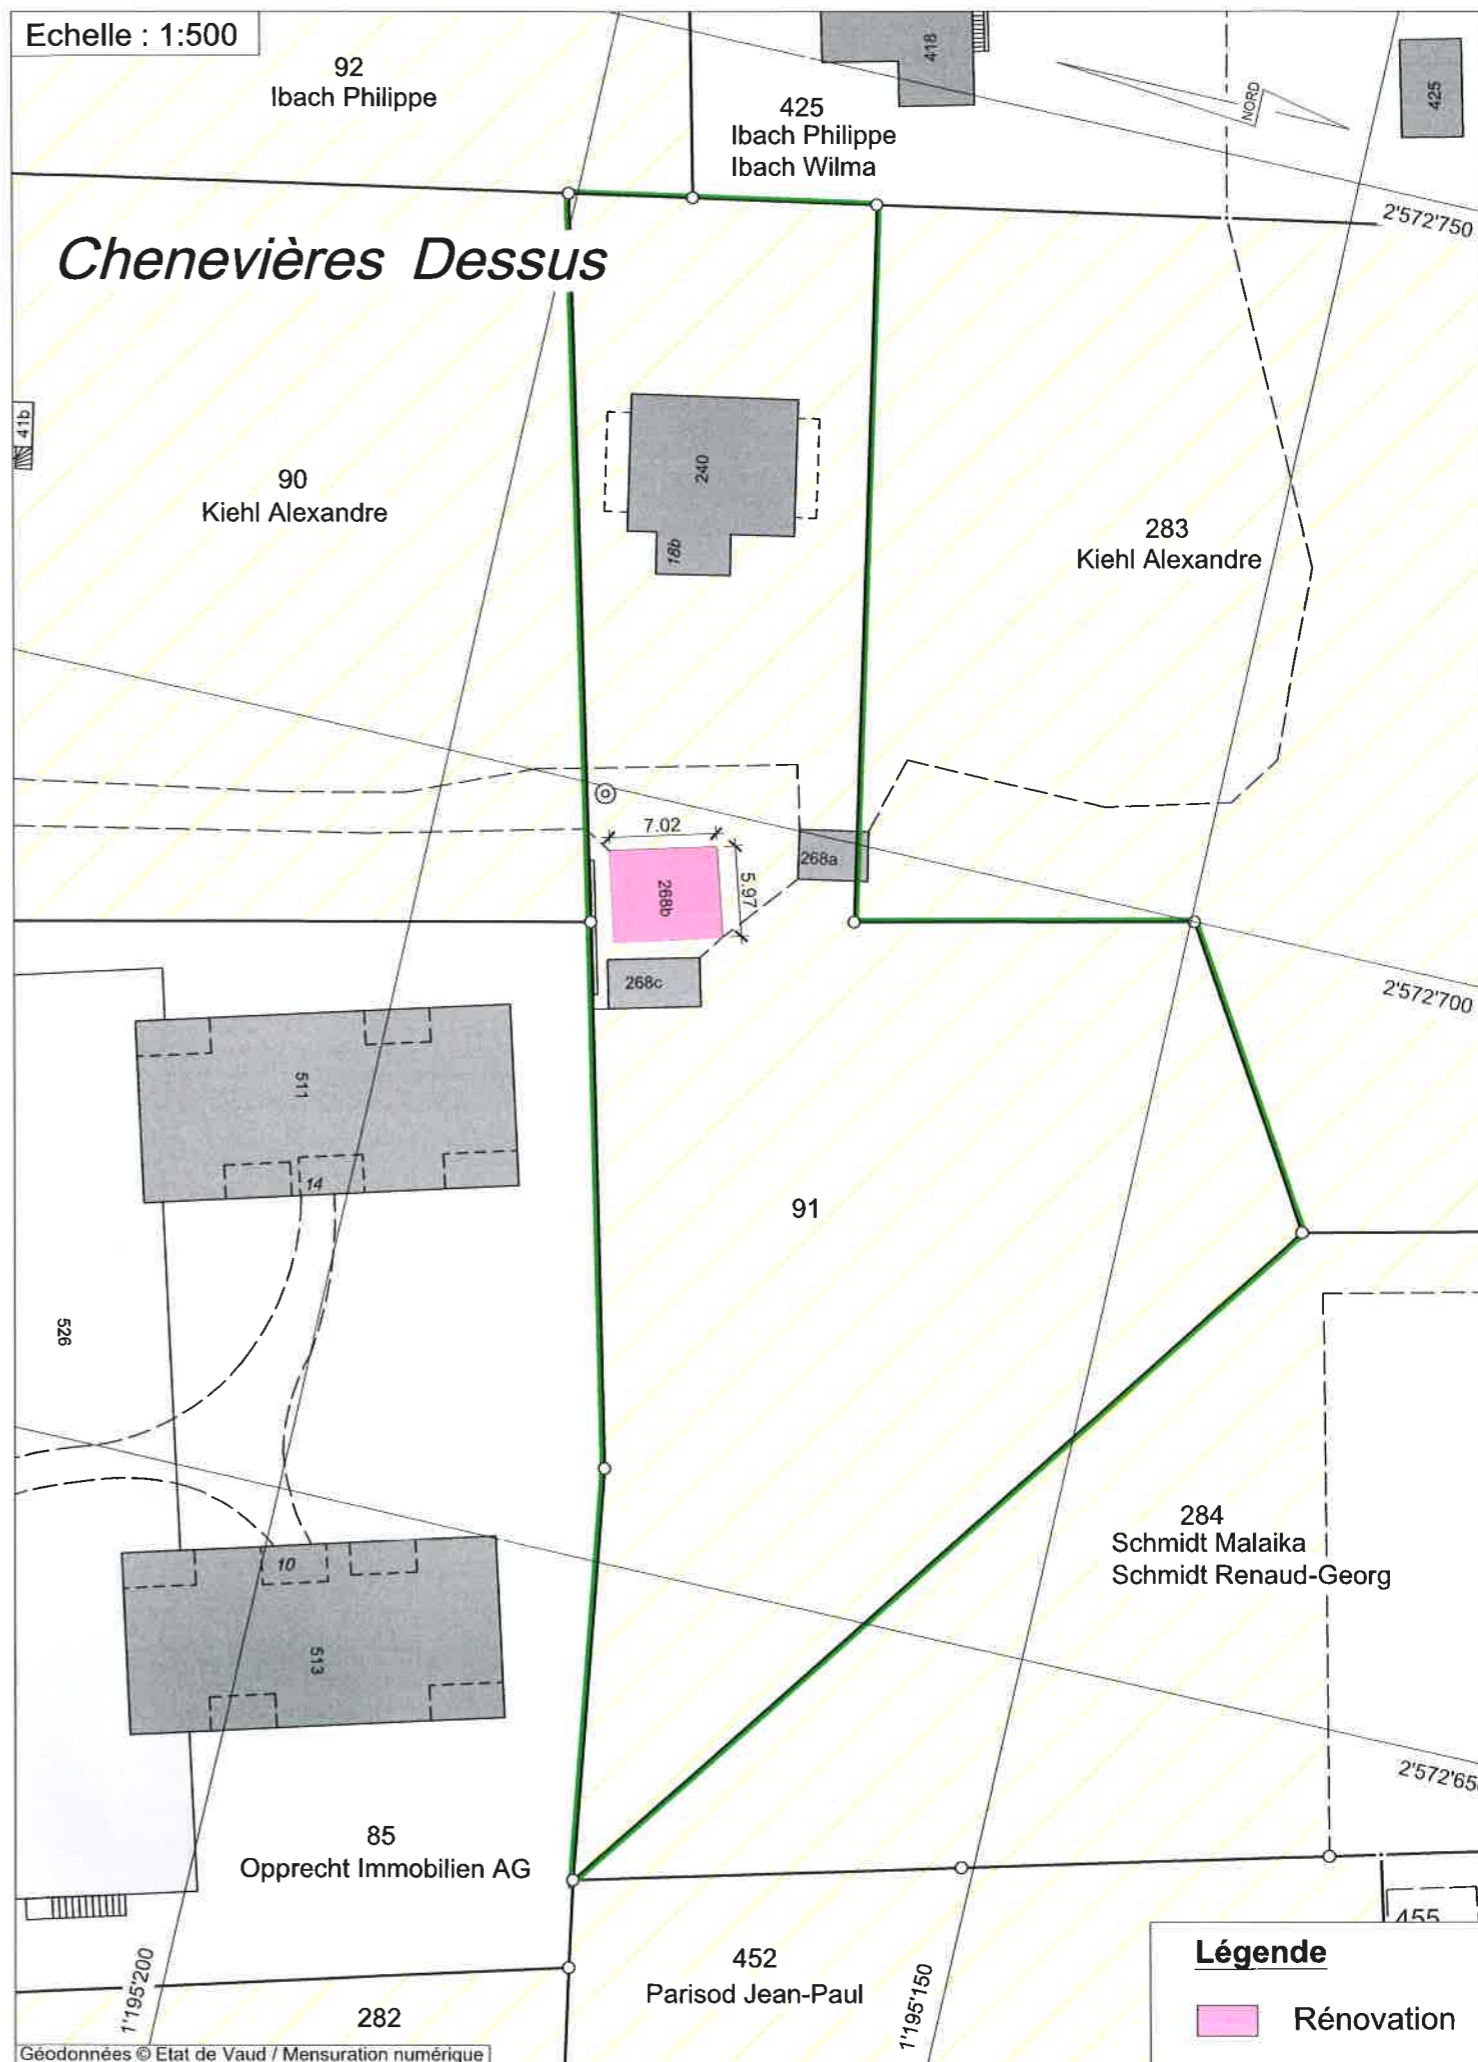 Echelle : 1:500
92
Ibach Philippe
418
425
NORD
425
Ibach Philippe
Ibach Wilma
2'572'750
Chenevières Dessus
41b
90
Kiehl Alexandre
240
18b
283
Kiehl Alexandre
7.02
268b
5.97
268a
268c
2'572'700
511
14
91
526
284
Schmidt Malaika
Schmidt Renaud-Georg
10
513
2'572'65
85
Opprecht Immobilien AG
455
1'195'200
452
Parisod Jean-Paul
1'195'150
Légende
Rénovation
282
Géodonnées © Etat de Vaud / Mensuration numérique